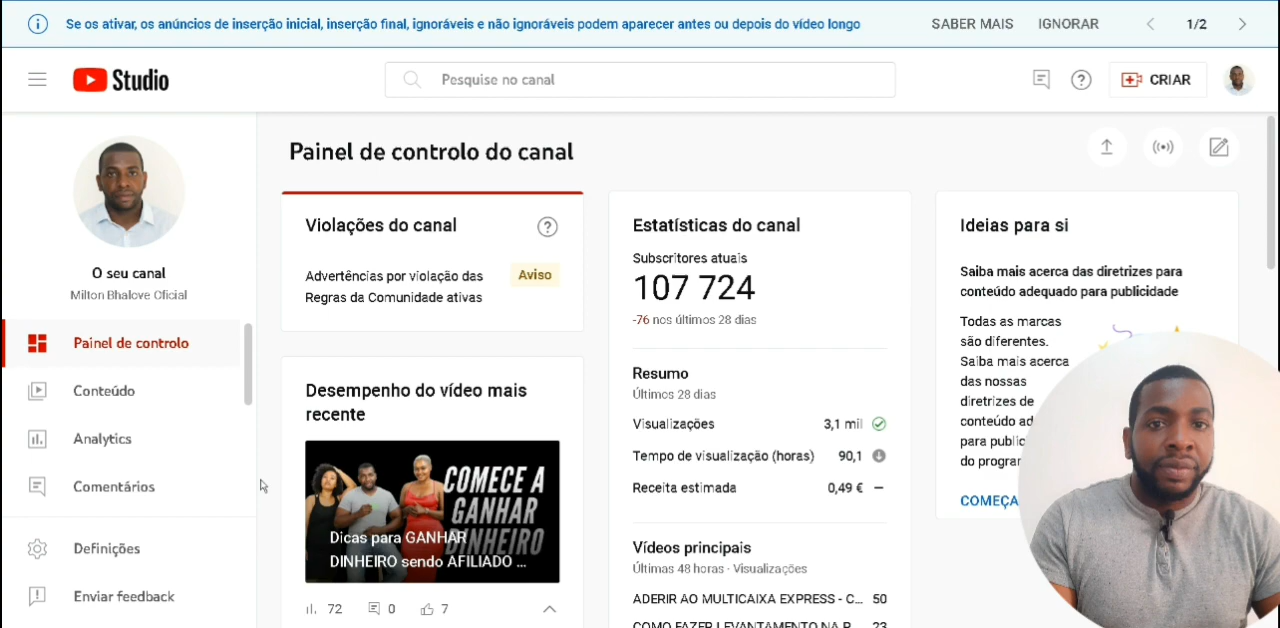 Se os ativar, os anúncios de inserção inicial, inserção final, ignoráveis e não ignoráveis podem aparecer antes ou depois do vídeo longo
SABER MAIS
IGNORAR
1/2
Studio
Pesquise no canal
CRIAR
Painel de controlo do canal
O seu canal
Milton Bhalove Oficial
Painel de controlo
Conteúdo
Analytics
Comentários
Definições
Enviar feedback
Violações do canal
Advertências por violação das
Regras da Comunidade ativas
Aviso
Desempenho do vídeo mais
recente
COMECE A
GANHAR
DINHEIRO
Dicas para GANHAR
DINHEIRO sendo AFILIADO ...
72
0
7
Estatísticas do canal
Subscritores atuais
107 724
-76 nos últimos 28 dias
Resumo
Últimos 28 dias
Visualizações 3,1 mil
Tempo de visualização (horas) 90,1
Receita estimada 0,49 € —
Vídeos principais
Últimas 48 horas · Visualizações
ADERIR AO MULTICAIXA EXPRESS - C... 50
COMO FAZER LEVANTAMENTO NA P... 23
Ideias para si
Saiba mais acerca das diretrizes para
conteúdo adequado para publicidade
Todas as marcas
são diferentes.
Saiba mais acerca
das nossas
diretrizes de
conteúdo ad
para public
do program
COMEÇA